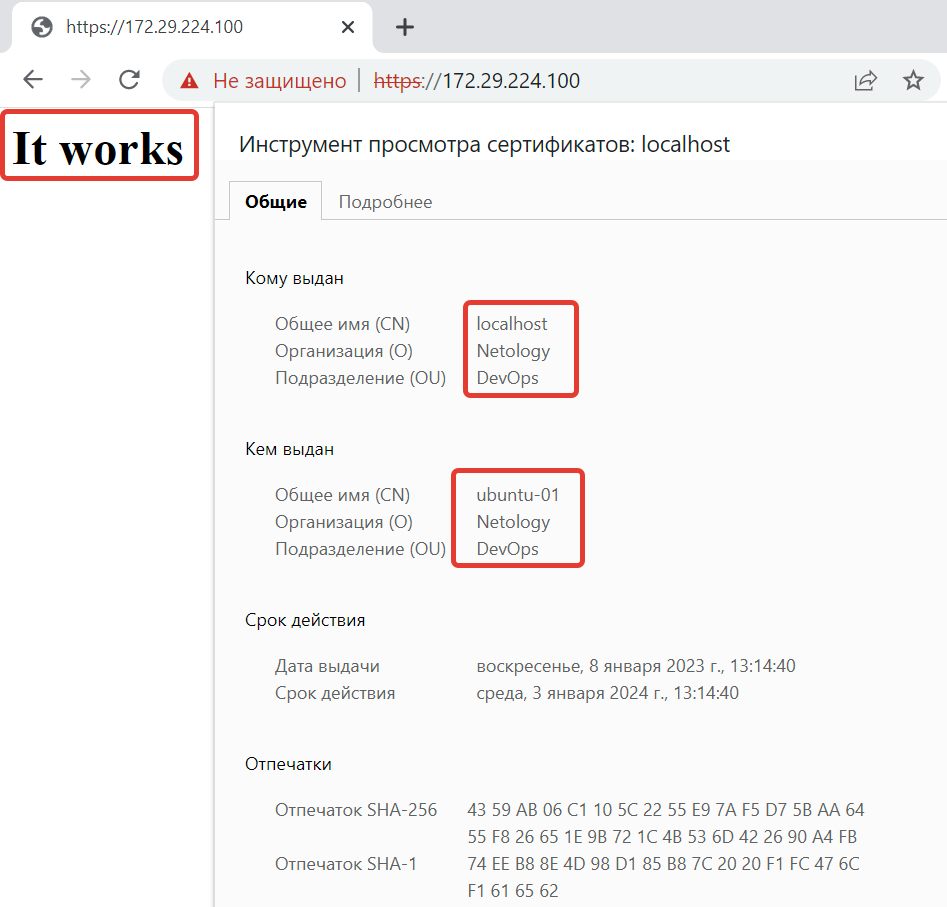 https://172.29.224.100
Не защищено | https://172.29.224.100
It works
Инструмент просмотра сертификатов: localhost
Общие Подробнее
Кому выдан
Общее имя (CN) localhost
Организация (O) Netology
Подразделение (OU) DevOps
Кем выдан
Общее имя (CN) ubuntu-01
Организация (O) Netology
Подразделение (OU) DevOps
Срок действия
Дата выдачи воскресенье, 8 января 2023 г., 13:14:40
Срок действия среда, 3 января 2024 г., 13:14:40
Отпечатки
Отпечаток SHA-256 43 59 AB 06 C1 10 5C 22 55 E9 7A F5 D7 5B AA 64
55 F8 26 65 1E 9B 72 1C 4B 53 6D 42 26 90 A4 FB
Отпечаток SHA-1 74 EE B8 8E 4D 98 D1 85 B8 7C 20 20 F1 FC 47 6C
F1 61 65 62